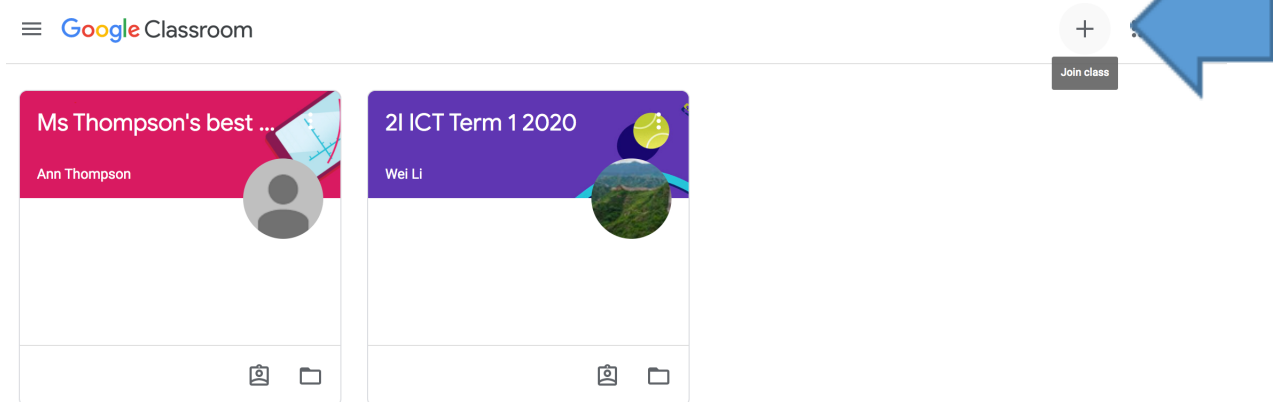 Google Classroom
Join class
Ms Thompson's best ...
Ann Thompson
2I ICT Term 1 2020
Wei Li